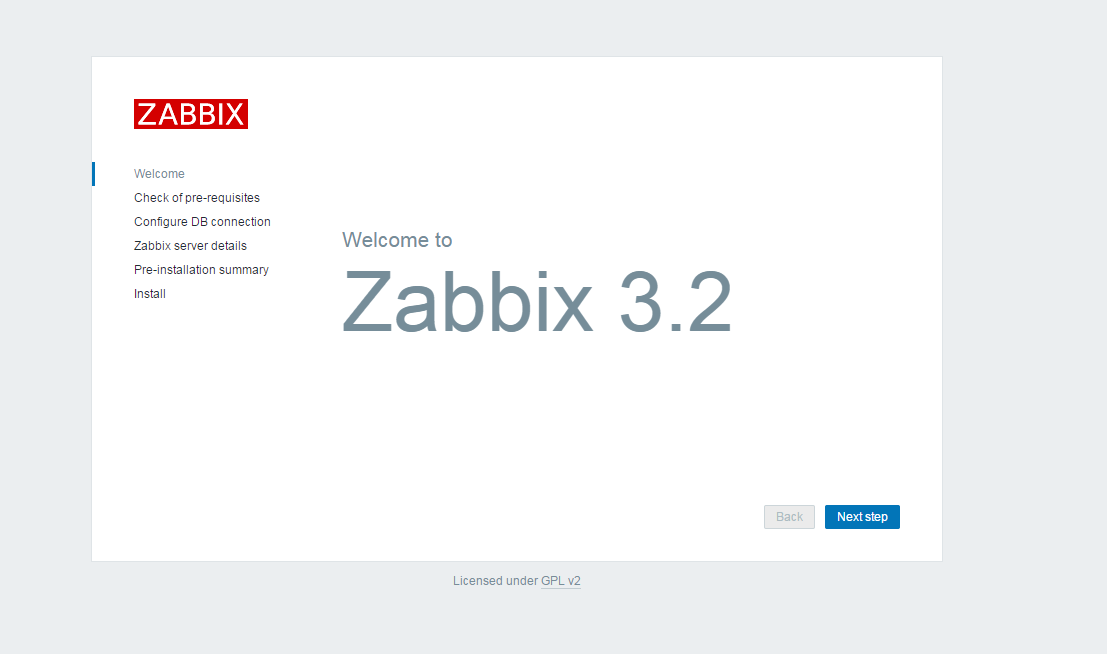 ZABBIX
Welcome
Check of pre-requisites
Configure DB connection
Zabbix server details
Pre-installation summary
Install
Welcome to
Zabbix 3.2
Back
Next step
Licensed under GPL v2